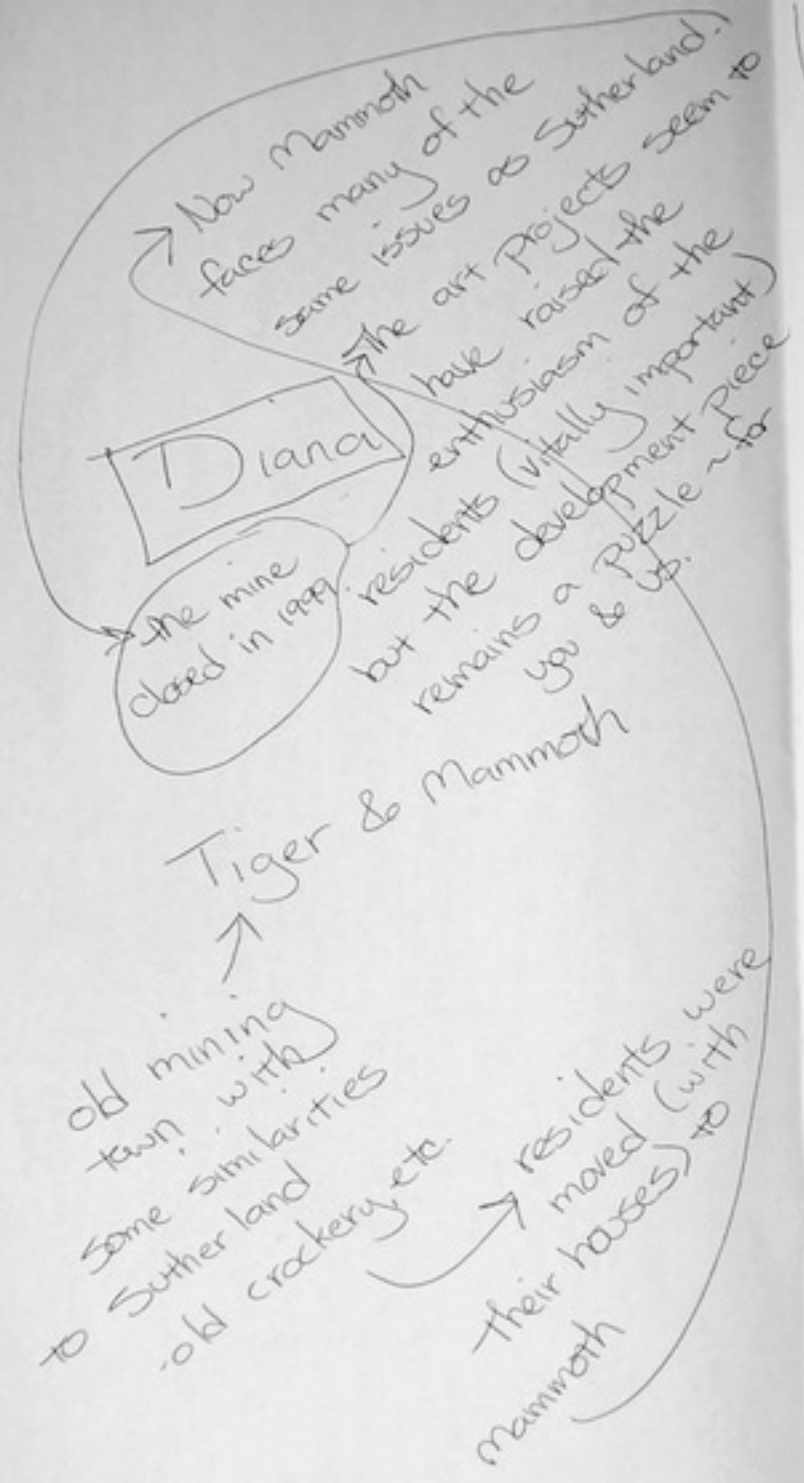 Diana
Tiger & Mammoth
old mining
town with
some similarities
to Sutherland
old crockery, etc.
residents were
moved (with
their houses) to
Mammoth
Now Mammoth
faces many of the
same issues as Sutherland.
the mine
closed in 1999.
The art projects seem to
have raised the
enthusiasm of the
residents (vitally important)
but the development piece
remains a puzzle ~ for
you & us.